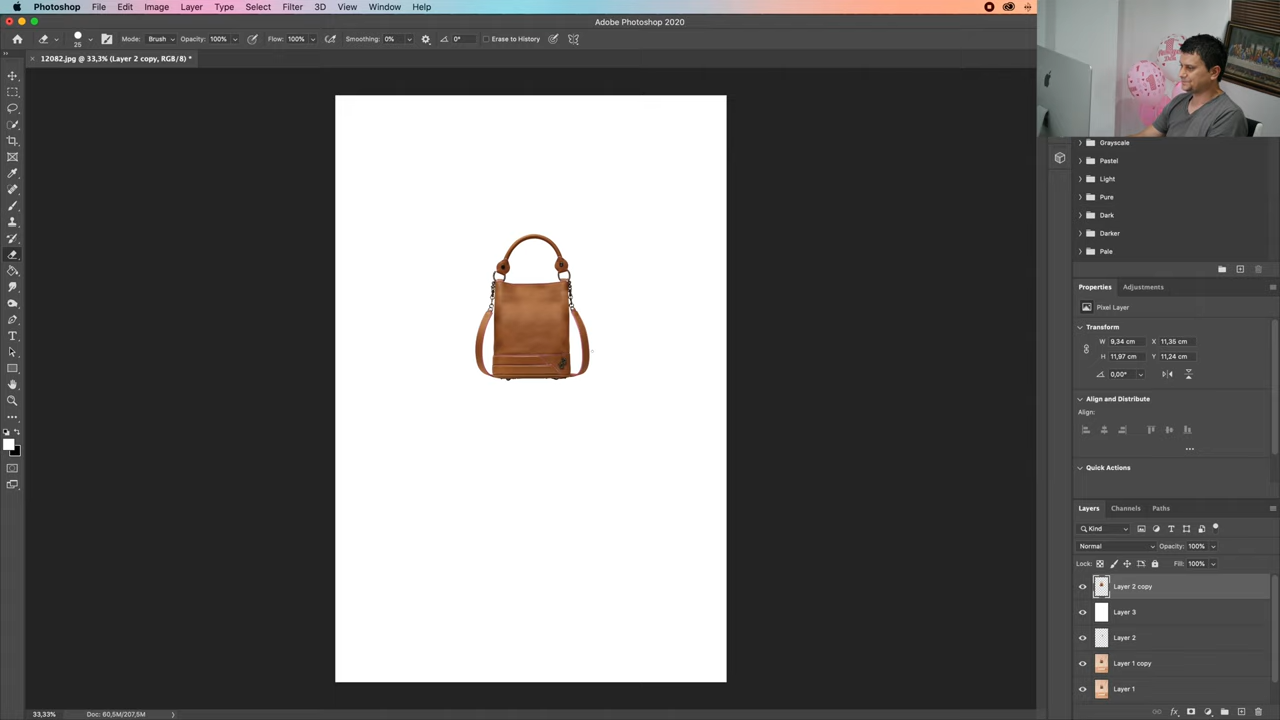 Photoshop File Edit Image Layer Type Select Filter 3D View Window Help
Adobe Photoshop 2020
25 Mode: Brush Opacity: 100% Flow: 100% Smoothing: 0% 0° Erase to History
12082.jpg @ 33,3% (Layer 2 copy, RGB/8) *
Grayscale
Pastel
Light
Pure
Dark
Darker
Pale
Properties Adjustments
Pixel Layer
Transform
W 9,34 cm X 11,35 cm
H 11,97 cm Y 11,24 cm
0,00°
Align and Distribute
Align:
Quick Actions
Layers Channels Paths
Kind
Normal Opacity: 100%
Lock: Fill: 100%
Layer 2 copy
Layer 3
Layer 2
Layer 1 copy
Layer 1
33,33% Doc: 60,5M/207,5M